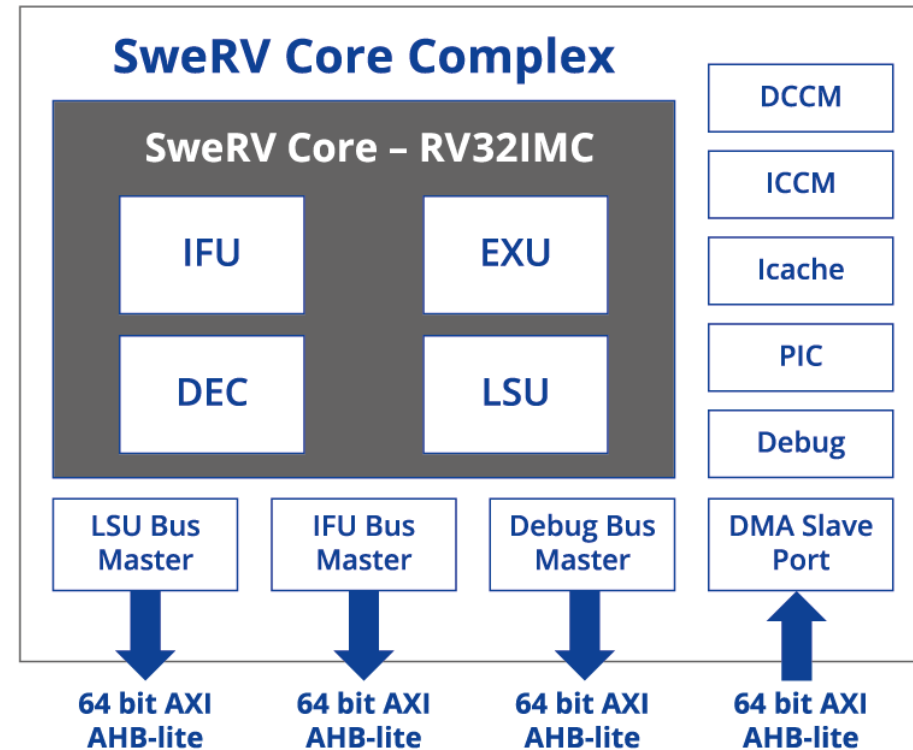 SweRV Core Complex
SweRV Core – RV32IMC
IFU
EXU
DEC
LSU
DCCM
ICCM
Icache
PIC
Debug
LSU Bus
Master
IFU Bus
Master
Debug Bus
Master
DMA Slave
Port
64 bit AXI
AHB-lite
64 bit AXI
AHB-lite
64 bit AXI
AHB-lite
64 bit AXI
AHB-lite